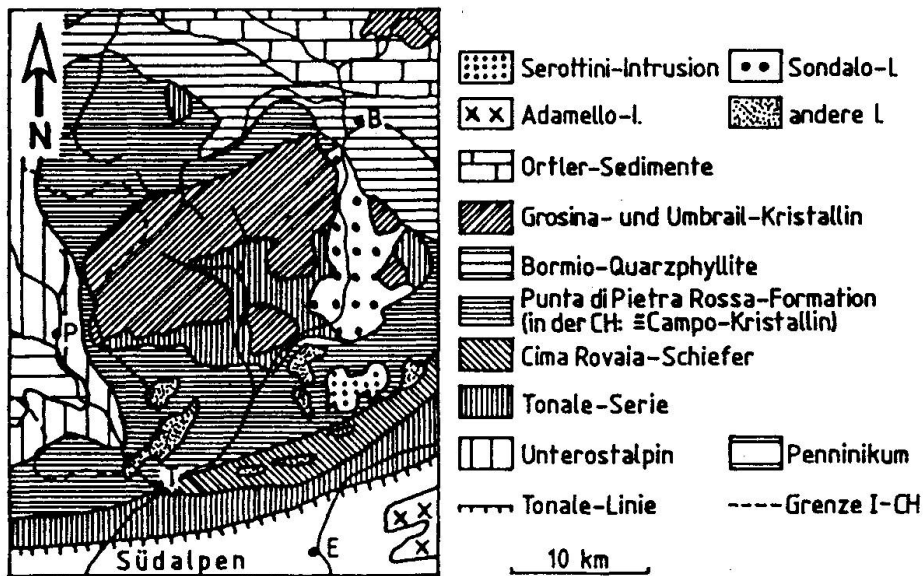 N
B
P
T
E
Südalpen
Serottini-Intrusion
Sondalo-I.
Adamello-I.
andere I.
Ortler-Sedimente
Grosina- und Umbrail-Kristallin
Bormio-Quarzphyllite
Punta di Pietra Rossa-Formation
(in der CH: ≅Campo-Kristallin)
Cima Rovaia-Schiefer
Tonale-Serie
Unterostalpin
Penninikum
Tonale-Linie
Grenze I-CH
10 km